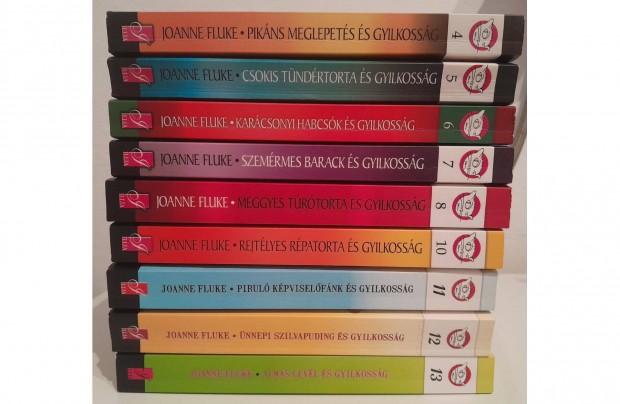 JOANNE FLUKE • PIKÁNS MEGLEPETÉS ÉS GYILKOSSÁG 4
JOANNE FLUKE • CSOKIS TÜNDÉRTORTA ÉS GYILKOSSÁG 5
JOANNE FLUKE • KARÁCSONYI HABCSÓK ÉS GYILKOSSÁG 6
JOANNE FLUKE • SZEMÉRMES BARACK ÉS GYILKOSSÁG 7
JOANNE FLUKE • MEGGYES TÚRÓTORTA ÉS GYILKOSSÁG 8
JOANNE FLUKE • REJTÉLYES RÉPATORTA ÉS GYILKOSSÁG 10
JOANNE FLUKE • PIRULÓ KÉPVISELŐFÁNK ÉS GYILKOSSÁG 11
JOANNE FLUKE • ÜNNEPI SZILVAPUDING ÉS GYILKOSSÁG 12
JOANNE FLUKE • ALMÁS LEVÉL ÉS GYILKOSSÁG 13